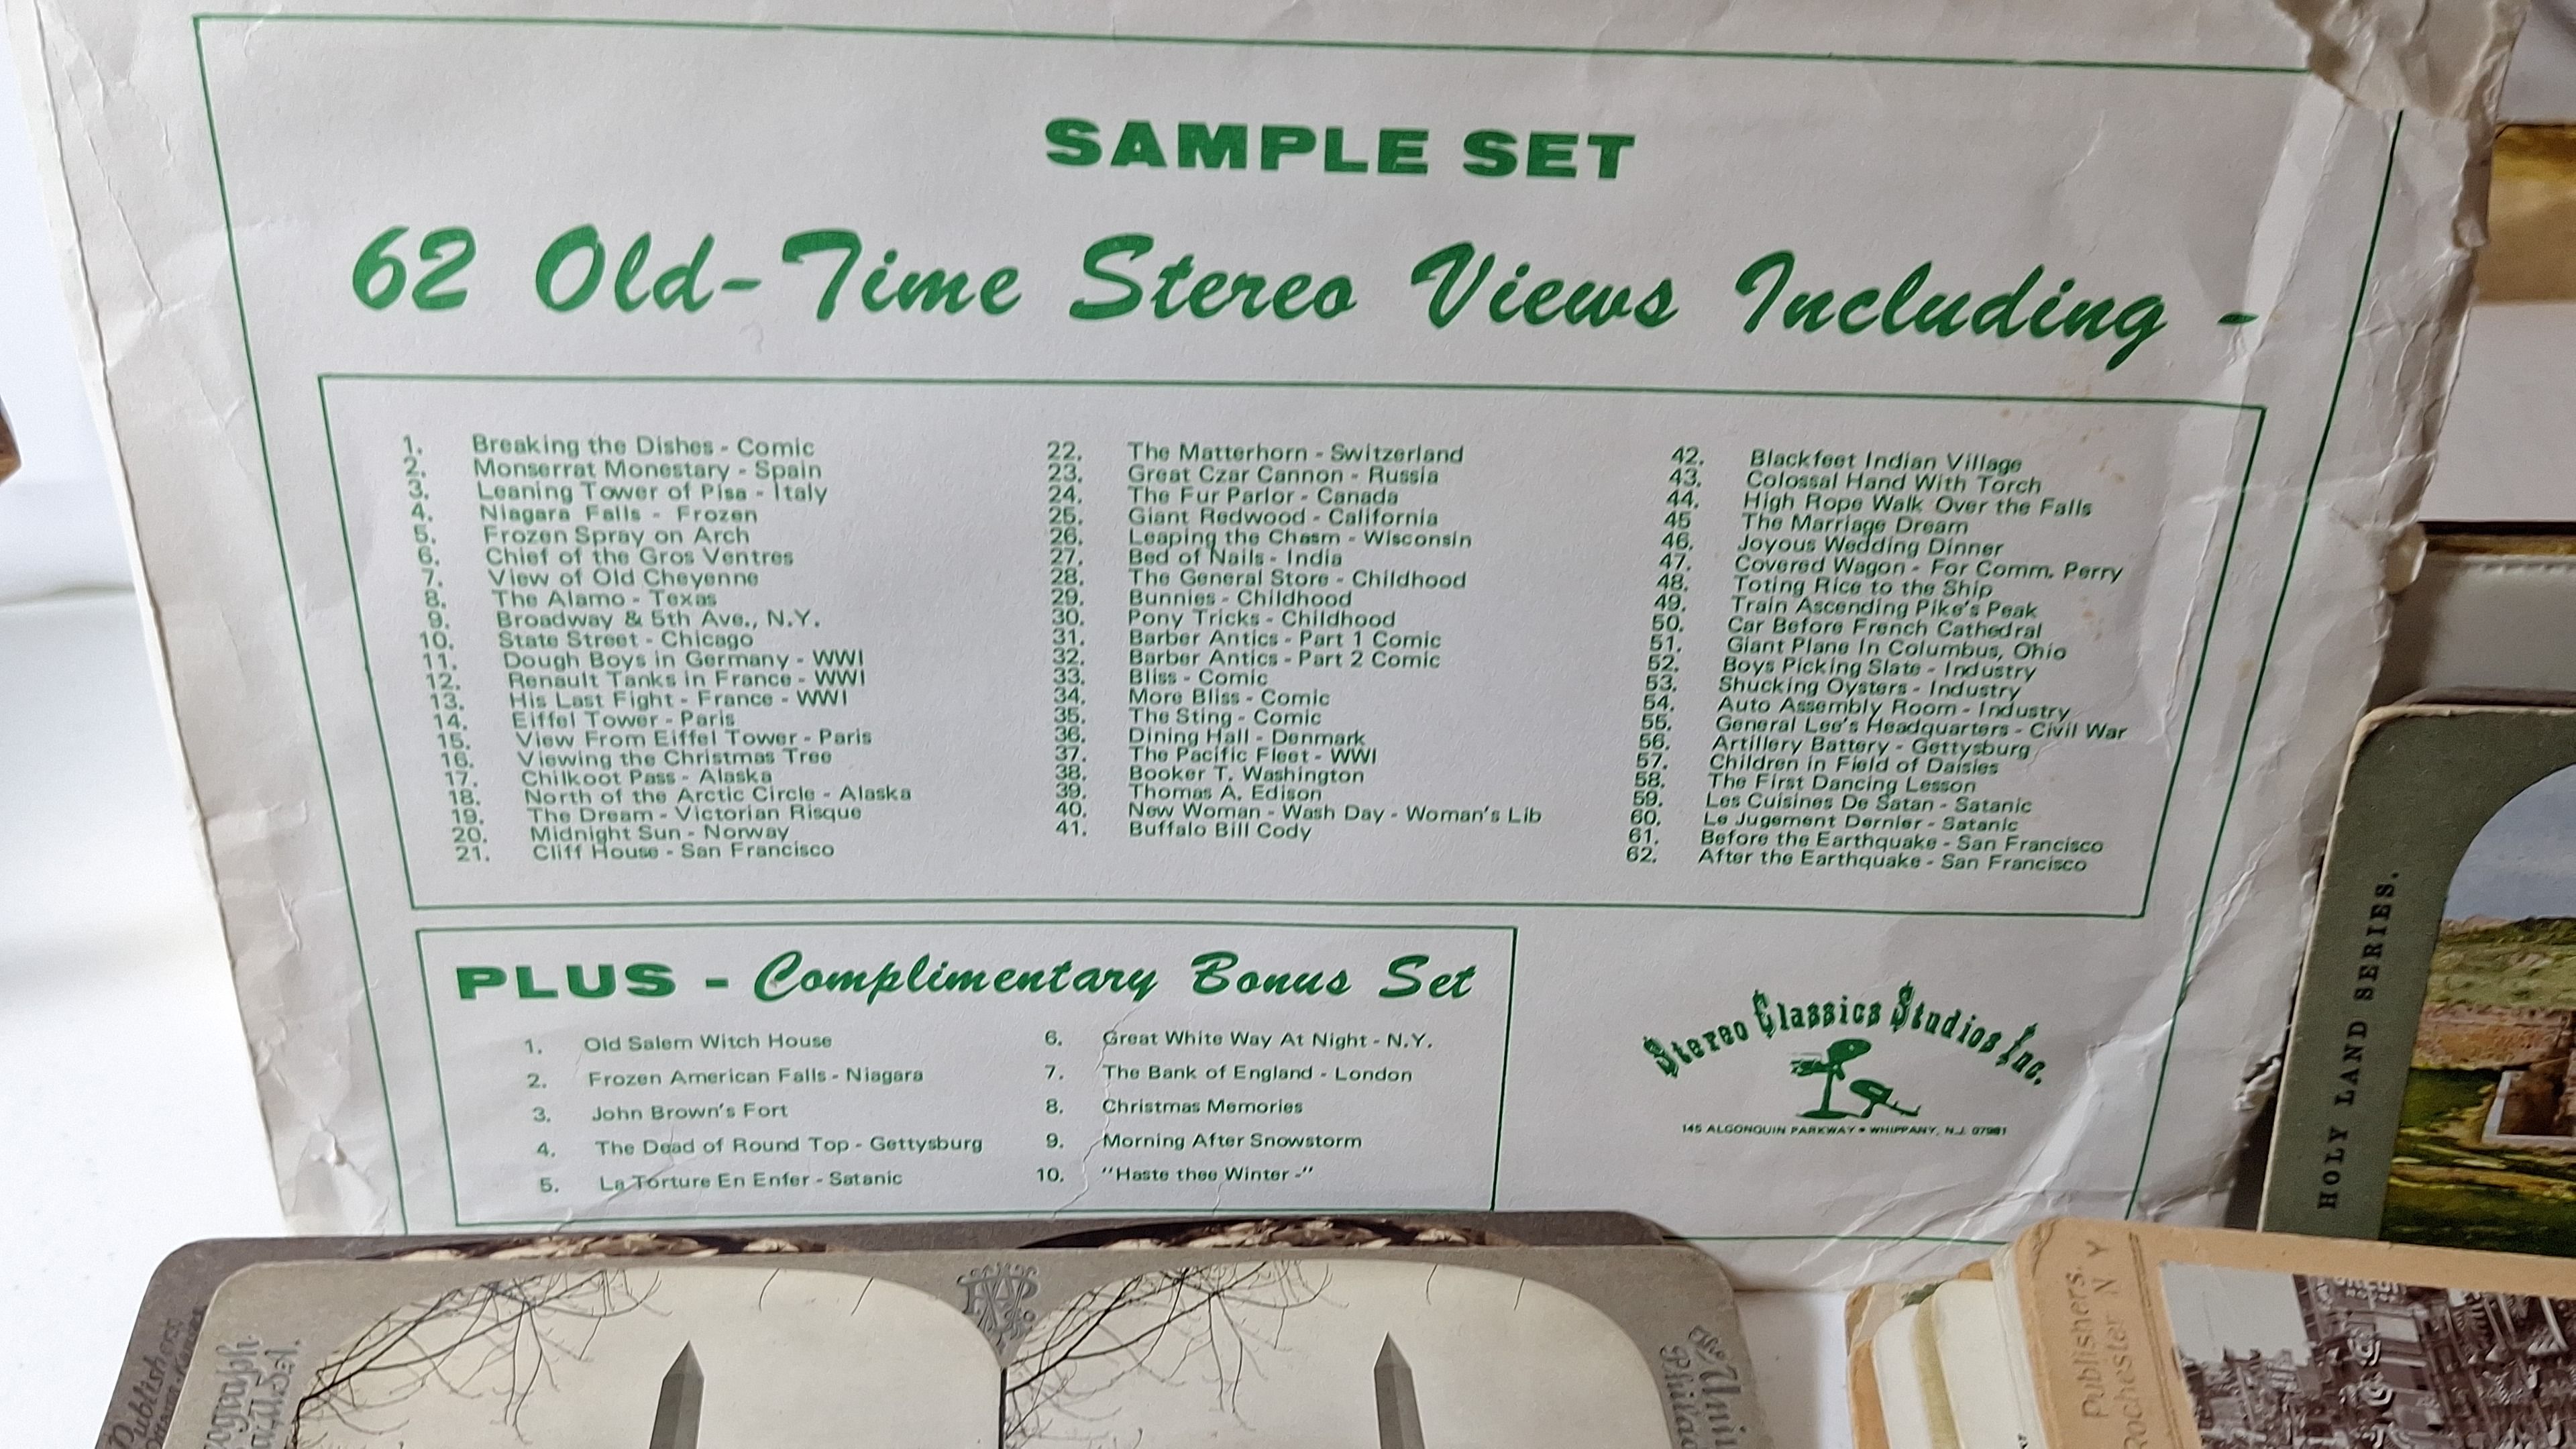 SAMPLE SET
62 Old-Time Stereo Views Including -
1. Breaking the Dishes - Comic
2. Monserrat Monestary - Spain
3. Leaning Tower of Pisa - Italy
4. Niagara Falls - Frozen
5. Frozen Spray on Arch
6. Chief of the Gros Ventres
7. View of Old Cheyenne
8. The Alamo - Texas
9. Broadway & 5th Ave., N.Y.
10. State Street - Chicago
11. Dough Boys in Germany - WWI
12. Renault Tanks in France - WWI
13. His Last Fight - France - WWI
14. Eiffel Tower - Paris
15. View From Eiffel Tower - Paris
16. Viewing the Christmas Tree
17. Chilkoot Pass - Alaska
18. North of the Arctic Circle - Alaska
19. The Dream - Victorian Risque
20. Midnight Sun - Norway
21. Cliff House - San Francisco
22. The Matterhorn - Switzerland
23. Great Czar Cannon - Russia
24. The Fur Parlor - Canada
25. Giant Redwood - California
26. Leaping the Chasm - Wisconsin
27. Bed of Nails - India
28. The General Store - Childhood
29. Bunnies - Childhood
30. Pony Tricks - Childhood
31. Barber Antics - Part 1 Comic
32. Barber Antics - Part 2 Comic
33. Bliss - Comic
34. More Bliss - Comic
35. The Sting - Comic
36. Dining Hall - Denmark
37. The Pacific Fleet - WWI
38. Booker T. Washington
39. Thomas A. Edison
40. New Woman - Wash Day - Woman's Lib
41. Buffalo Bill Cody
42. Blackfeet Indian Village
43. Colossal Hand With Torch
44. High Rope Walk Over the Falls
45 The Marriage Dream
46. Joyous Wedding Dinner
47. Covered Wagon - For Comm. Perry
48. Toting Rice to the Ship
49. Train Ascending Pike's Peak
50. Car Before French Cathedral
51. Giant Plane In Columbus, Ohio
52. Boys Picking Slate - Industry
53. Shucking Oysters - Industry
54. Auto Assembly Room - Industry
55. General Lee's Headquarters - Civil War
56. Artillery Battery - Gettysburg
57. Children in Field of Daisies
58. The First Dancing Lesson
59. Les Cuisines De Satan - Satanic
60. Le Jugement Dernier - Satanic
61. Before the Earthquake - San Francisco
62. After the Earthquake - San Francisco
PLUS - Complimentary Bonus Set
1. Old Salem Witch House
2. Frozen American Falls - Niagara
3. John Brown's Fort
4. The Dead of Round Top - Gettysburg
5. La Torture En Enfer - Satanic
6. Great White Way At Night - N.Y.
7. The Bank of England - London
8. Christmas Memories
9. Morning After Snowstorm
10. "Haste thee Winter -"
Stereo Classics Studios Inc.
145 ALGONQUIN PARKWAY • WHIPPANY, N.J. 07981
HOLY LAND SERIES.
Publishers.
Publishers.
Rochester N Y